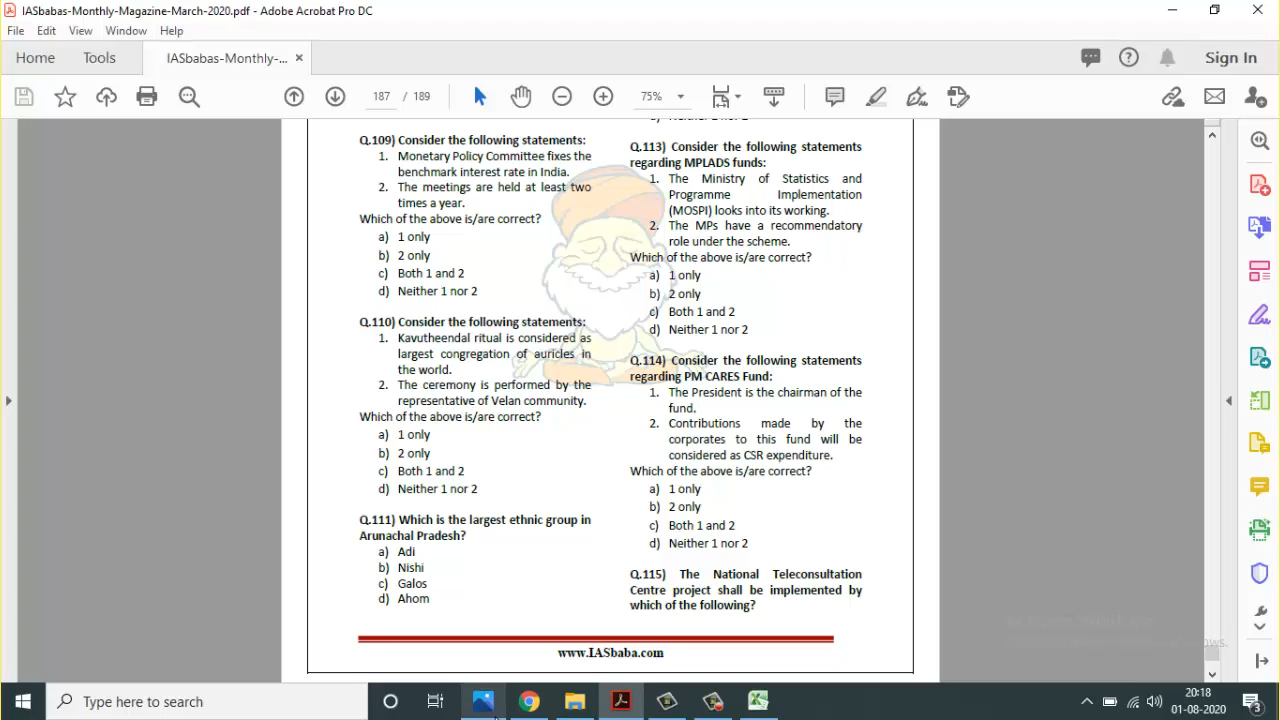 IASbabas-Monthly-Magazine-March-2020.pdf - Adobe Acrobat Pro DC
File Edit View Window Help
Home Tools IASbabas-Monthly-... × Sign In
187 / 189 75%
Q.109) Consider the following statements:
1. Monetary Policy Committee fixes the
benchmark interest rate in India.
2. The meetings are held at least two
times a year.
Which of the above is/are correct?
a) 1 only
b) 2 only
c) Both 1 and 2
d) Neither 1 nor 2
Q.110) Consider the following statements:
1. Kavutheendal ritual is considered as
largest congregation of auricles in
the world.
2. The ceremony is performed by the
representative of Velan community.
Which of the above is/are correct?
a) 1 only
b) 2 only
c) Both 1 and 2
d) Neither 1 nor 2
Q.111) Which is the largest ethnic group in
Arunachal Pradesh?
a) Adi
b) Nishi
c) Galos
d) Ahom
Q.113) Consider the following statements
regarding MPLADS funds:
1. The Ministry of Statistics and
Programme Implementation
(MOSPI) looks into its working.
2. The MPs have a recommendatory
role under the scheme.
Which of the above is/are correct?
a) 1 only
b) 2 only
c) Both 1 and 2
d) Neither 1 nor 2
Q.114) Consider the following statements
regarding PM CARES Fund:
1. The President is the chairman of the
fund.
2. Contributions made by the
corporates to this fund will be
considered as CSR expenditure.
Which of the above is/are correct?
a) 1 only
b) 2 only
c) Both 1 and 2
d) Neither 1 nor 2
Q.115) The National Teleconsultation
Centre project shall be implemented by
which of the following?
www.IASbaba.com
Type here to search
20:18
01-08-2020
3